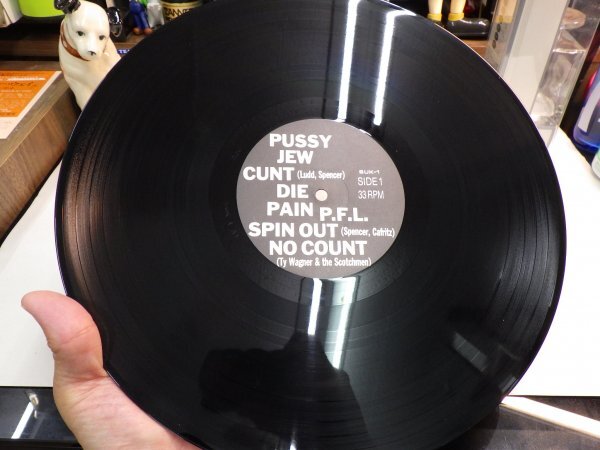 PUSSY
JEW
CUNT (Ludd, Spencer)
DIE
PAIN P.F.L.
SPIN OUT (Spencer, Cafritz)
NO COUNT
(Ty Wagner & the Scotchmen)
SUK-1
SIDE 1
33 RPM